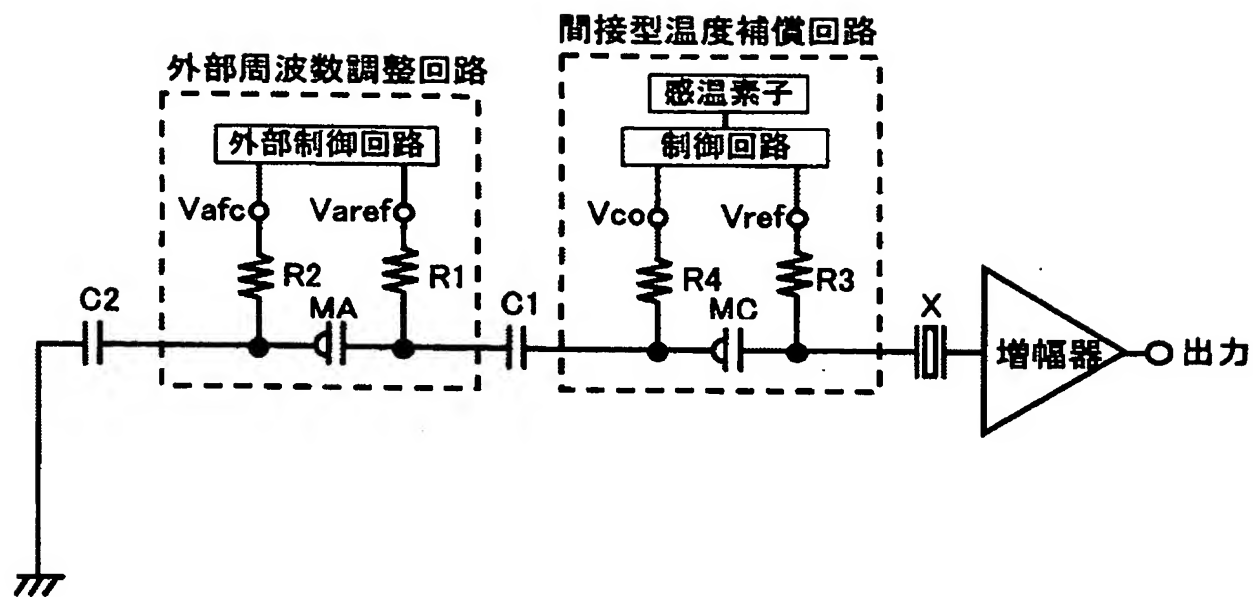 間接型温度補償回路
外部周波数調整回路
感温素子
外部制御回路
制御回路
Vafc
Varef
Vco
Vref
R2
R1
R4
R3
C2
MA
C1
MC
X
増幅器
出力